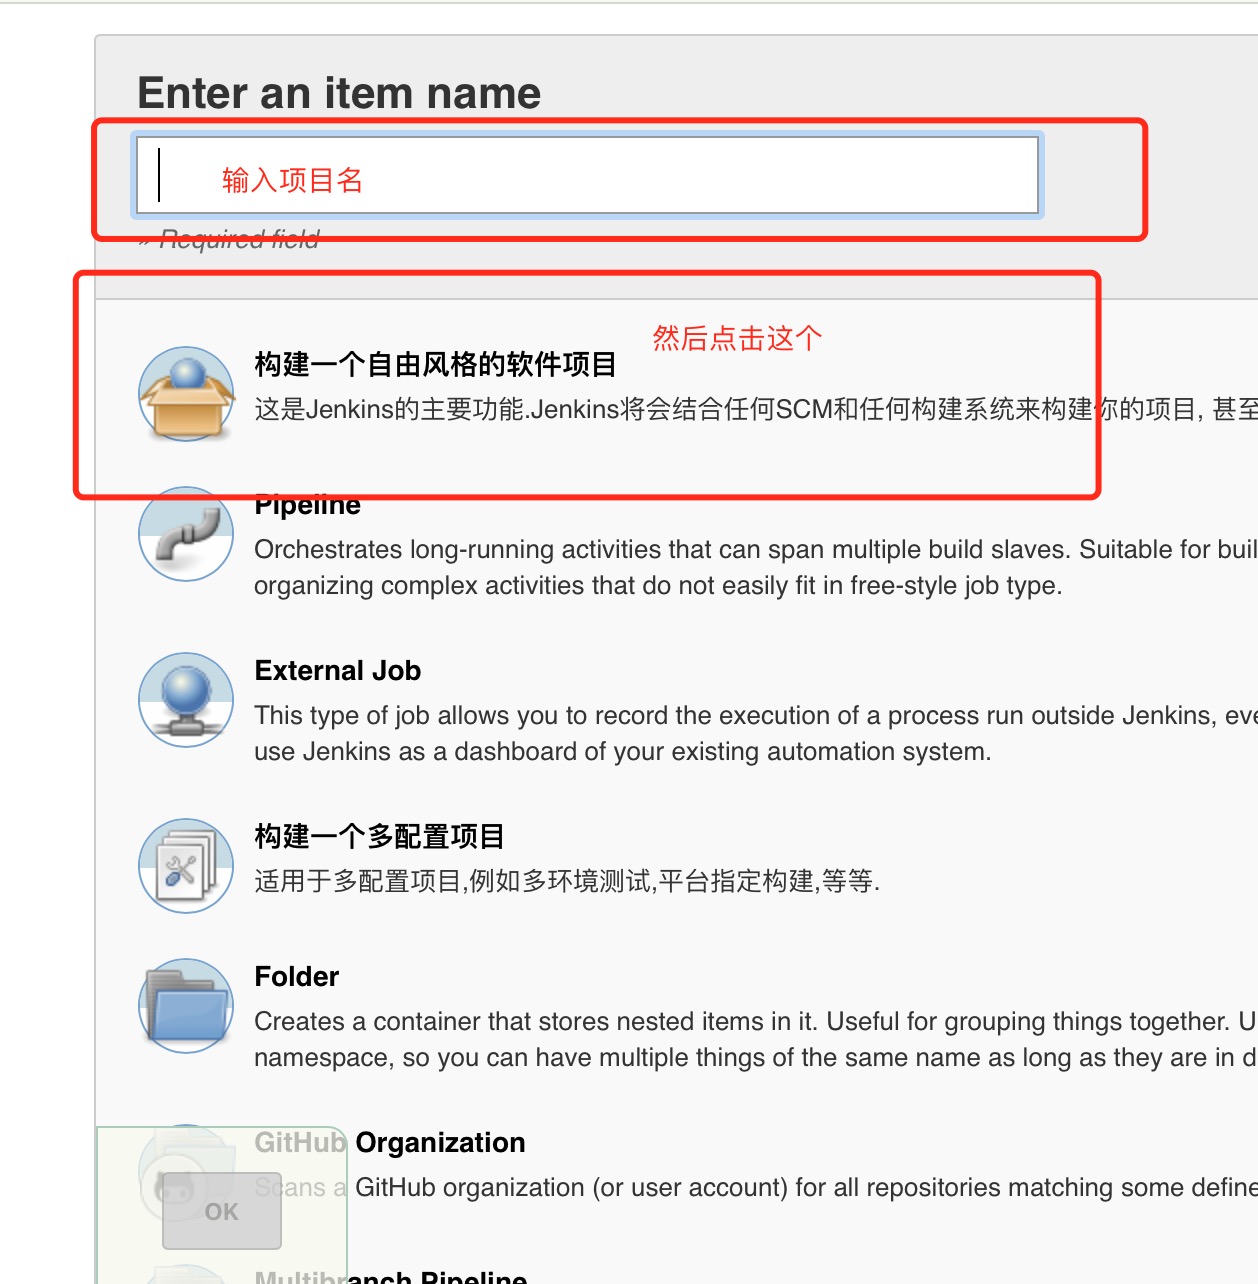 Enter an item name
输入项目名
» Required field
然后点击这个
构建一个自由风格的软件项目
这是Jenkins的主要功能.Jenkins将会结合任何SCM和任何构建系统来构建你的项目, 甚至
Pipeline
Orchestrates long-running activities that can span multiple build slaves. Suitable for buil
organizing complex activities that do not easily fit in free-style job type.
External Job
This type of job allows you to record the execution of a process run outside Jenkins, eve
use Jenkins as a dashboard of your existing automation system.
构建一个多配置项目
适用于多配置项目,例如多环境测试,平台指定构建,等等.
Folder
Creates a container that stores nested items in it. Useful for grouping things together. U
namespace, so you can have multiple things of the same name as long as they are in d
GitHub Organization
Scans a GitHub organization (or user account) for all repositories matching some define
OK
Multibranch Pipeline